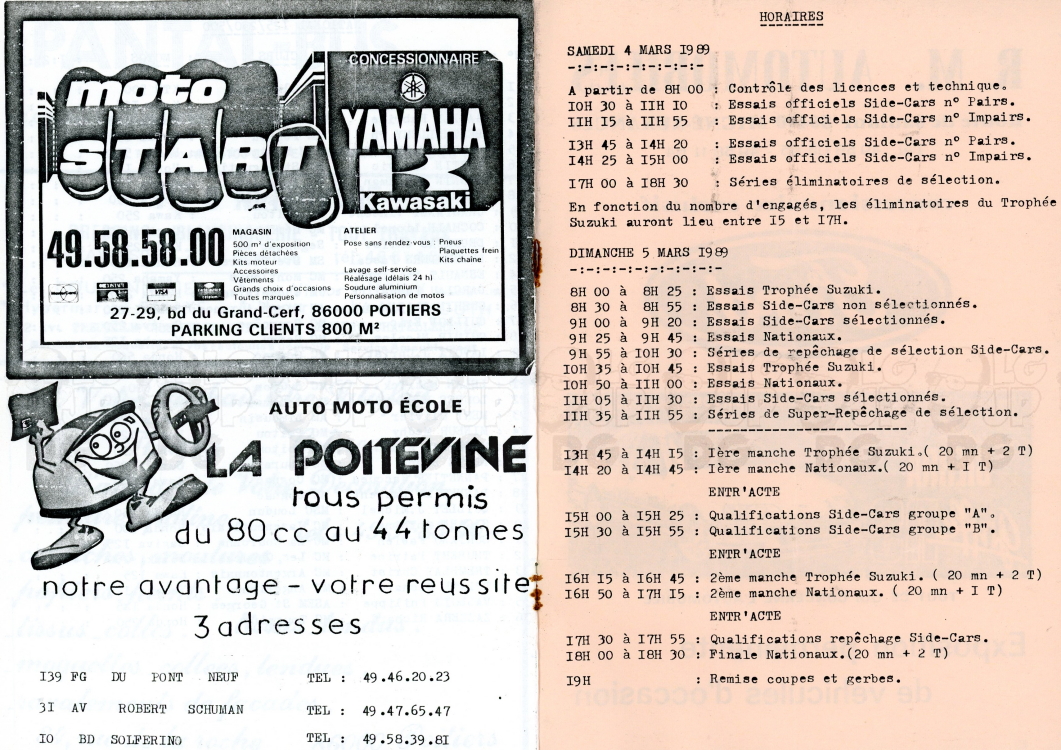 moto
START
CONCESSIONNAIRE
YAMAHA
K
Kawasaki
49.58.58.00
MAGASIN
500 m² d'exposition
Pièces détachées
Kits moteur
Accessoires
Vêtements
Grands choix d'occasions
Toutes marques
ATELIER
Pose sans rendez-vous : Pneus
Plaquettes frein
Kits chaine
Lavage self-service
Réalésage (délais 24 h)
Soudure aluminium
Personnalisation de motos
VISA
27-29, bd du Grand-Cerf, 86000 POITIERS
PARKING CLIENTS 800 M²
AUTO MOTO ÉCOLE
LA POITEVINE
tous permis
du 80cc au 44 tonnes
notre avantage - votre reussite
3 adresses
I39 FG DU PONT NEUF TEL : 49.46.20.23
3I AV ROBERT SCHUMAN TEL : 49.47.65.47
IO BD SOLFERINO TEL : 49.58.39.8I
HORAIRES
SAMEDI 4 MARS I989
A partir de 8H 00 : Contrôle des licences et technique.
IOH 30 à IIH IO : Essais officiels Side-Cars n° Pairs.
IIH I5 à IIH 55 : Essais officiels Side-Cars n° Impairs.
I3H 45 à I4H 20 : Essais officiels Side-Cars n° Pairs.
I4H 25 à I5H 00 : Essais officiels Side-Cars n° Impairs.
I7H 00 à I8H 30 : Séries éliminatoires de sélection.
En fonction du nombre d'engagés, les éliminatoires du Trophée
Suzuki auront lieu entre I5 et I7H.
DIMANCHE 5 MARS I989
8H 00 à 8H 25 : Essais Trophée Suzuki.
8H 30 à 8H 55 : Essais Side-Cars non sélectionnés.
9H 00 à 9H 20 : Essais Side-Cars sélectionnés.
9H 25 à 9H 45 : Essais Nationaux.
9H 55 à IOH 30 : Séries de repêchage de sélection Side-Cars.
IOH 35 à IOH 45 : Essais Trophée Suzuki.
IOH 50 à IIH 00 : Essais Nationaux.
IIH 05 à IIH 30 : Essais Side-Cars sélectionnés.
IIH 35 à IIH 55 : Séries de Super-Repêchage de sélection.
I3H 45 à I4H I5 : Ière manche Trophée Suzuki.( 20 mn + 2 T)
I4H 20 à I4H 45 : Ière manche Nationaux.( 20 mn + I T)
ENTR'ACTE
I5H 00 à I5H 25 : Qualifications Side-Cars groupe "A".
I5H 30 à I5H 55 : Qualifications Side-Cars groupe "B".
ENTR'ACTE
I6H I5 à I6H 45 : 2ème manche Trophée Suzuki. ( 20 mn + 2 T)
I6H 50 à I7H I5 : 2ème manche Nationaux. ( 20 mn + I T)
ENTR'ACTE
I7H 30 à I7H 55 : Qualifications repêchage Side-Cars.
I8H 00 à I8H 30 : Finale Nationaux.(20 mn + 2 T)
I9H : Remise coupes et gerbes.